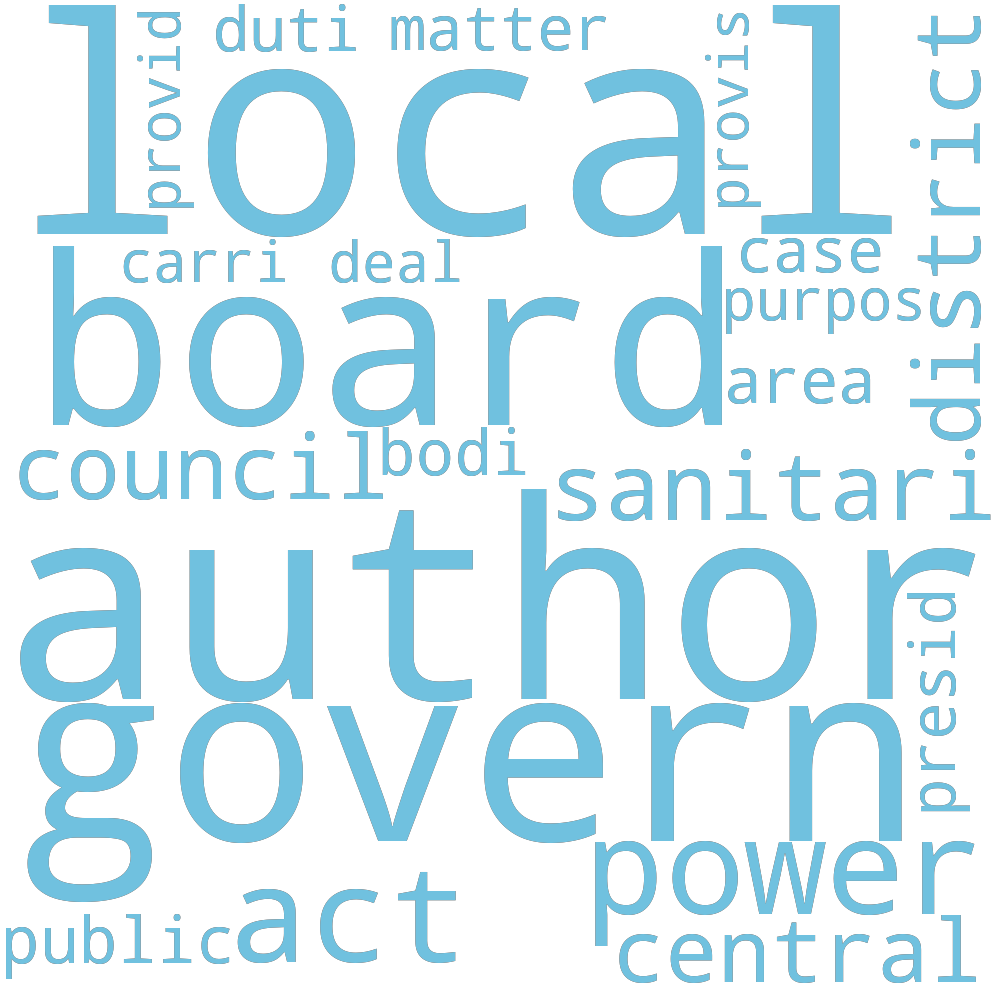 local
provid
duti
matter
provis
district
board
carri
deal
case
purpos
area
council
bodi
sanitari
author
presid
govern
power
act
public
central